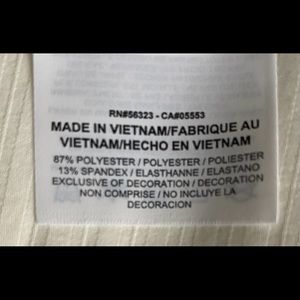 RN#56323 - CA#05553
MADE IN VIETNAM/FABRIQUE AU
VIETNAM/HECHO EN VIETNAM
87% POLYESTER / POLYESTER / POLIESTER
13% SPANDEX / ELASTHANNE / ELASTANO
EXCLUSIVE OF DECORATION / DECORATION
NON COMPRISE / NO INCLUYE LA
DECORACION